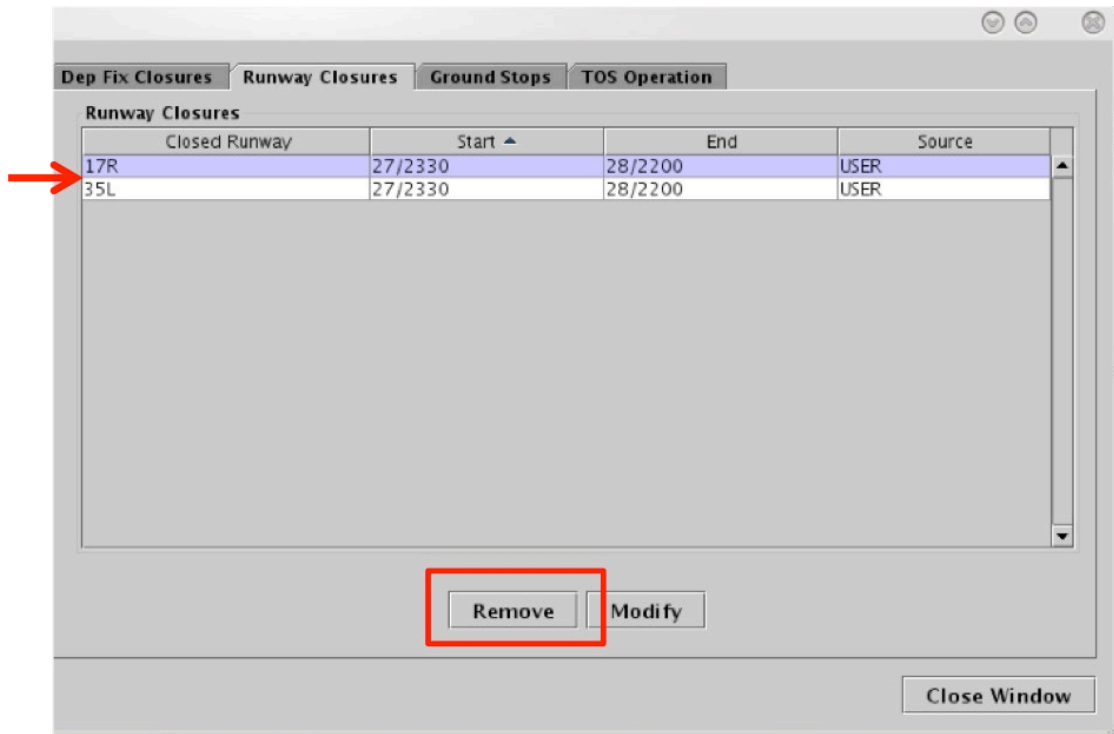 Dep Fix Closures Runway Closures Ground Stops TOS Operation
Runway Closures
Closed Runway Start End Source
17R 27/2330 28/2200 USER
35L 27/2330 28/2200 USER
Remove Modify
Close Window